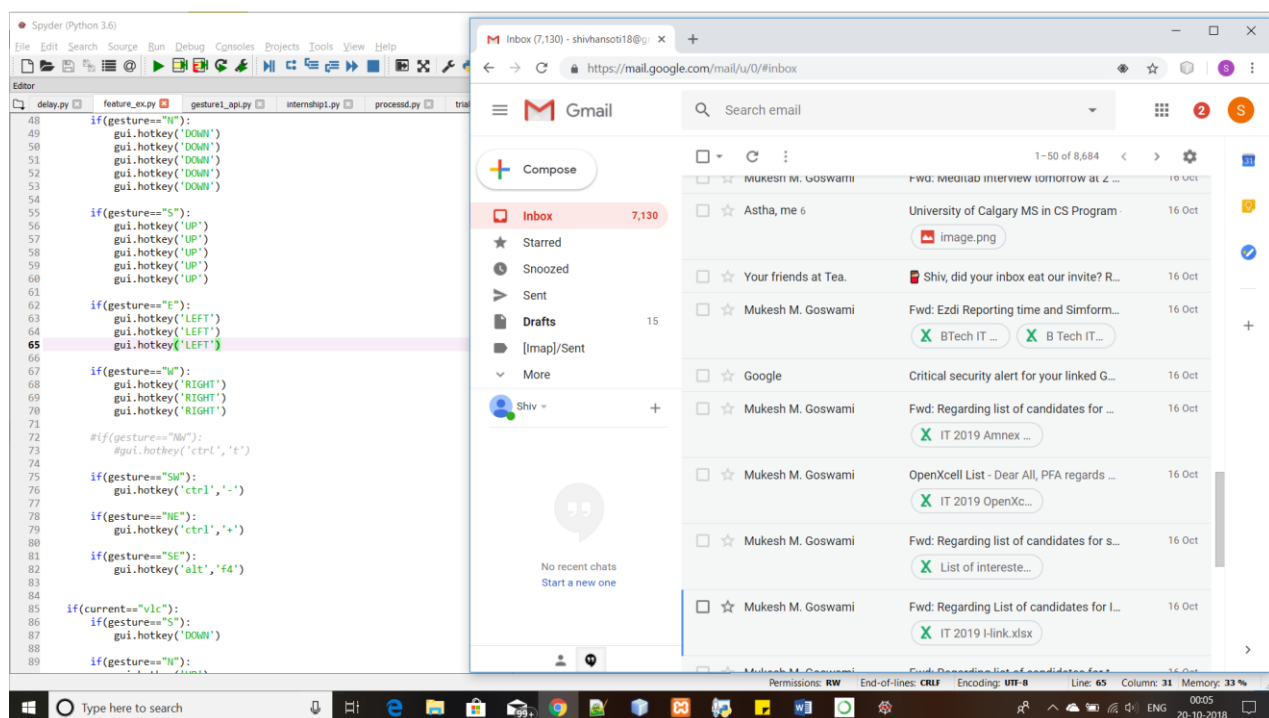 Spyder (Python 3.6)
File Edit Search Source Run Debug Consoles Projects Tools View Help
Editor
delay.py feature_ex.py gesture1_api.py internship1.py processd.py
48 if(gesture=="N"):
49 gui.hotkey('DOWN')
50 gui.hotkey('DOWN')
51 gui.hotkey('DOWN')
52 gui.hotkey('DOWN')
53 gui.hotkey('DOWN')
54
55 if(gesture=="S"):
56 gui.hotkey('UP')
57 gui.hotkey('UP')
58 gui.hotkey('UP')
59 gui.hotkey('UP')
60 gui.hotkey('UP')
61
62 if(gesture=="E"):
63 gui.hotkey('LEFT')
64 gui.hotkey('LEFT')
65 gui.hotkey('LEFT')
66
67 if(gesture=="W"):
68 gui.hotkey('RIGHT')
69 gui.hotkey('RIGHT')
70 gui.hotkey('RIGHT')
71
72 #if(gesture=="NW"):
73 #gui.hotkey('ctrl','t')
74
75 if(gesture=="SW"):
76 gui.hotkey('ctrl','-')
77
78 if(gesture=="NE"):
79 gui.hotkey('ctrl','+')
80
81 if(gesture=="SE"):
82 gui.hotkey('alt','f4')
83
84
85 if(current=="vlc"):
86 if(gesture=="S"):
87 gui.hotkey('DOWN')
88
89 if(gesture=="N"):
Inbox (7,130) - shivhansoti18@g
https://mail.google.com/mail/u/0/#inbox
S
Gmail
Search email
2
S
Compose
1–50 of 8,684
31
Inbox 7,130
Starred
Snoozed
Sent
Drafts 15
[Imap]/Sent
More
Shiv
No recent chats
Start a new one
Mukesh M. Goswami Fwd: Meditab Interview tomorrow at 2 ... 16 Oct
Astha, me 6 University of Calgary MS in CS Program - 16 Oct
image.png
Your friends at Tea. Shiv, did your inbox eat our invite? R... 16 Oct
Mukesh M. Goswami Fwd: Ezdi Reporting time and Simform... 16 Oct
BTech IT ... B Tech IT...
Google Critical security alert for your linked G... 16 Oct
Mukesh M. Goswami Fwd: Regarding list of candidates for ... 16 Oct
IT 2019 Amnex ...
Mukesh M. Goswami OpenXcell List - Dear All, PFA regards ... 16 Oct
IT 2019 OpenXc...
Mukesh M. Goswami Fwd: Regarding list of candidates for s... 16 Oct
List of intereste...
Mukesh M. Goswami Fwd: Regarding List of candidates for I... 16 Oct
IT 2019 I-link.xlsx
Permissions: RW End-of-lines: CRLF Encoding: UTF-8 Line: 65 Column: 31 Memory: 33 %
Type here to search
99+
ENG
00:05
20-10-2018